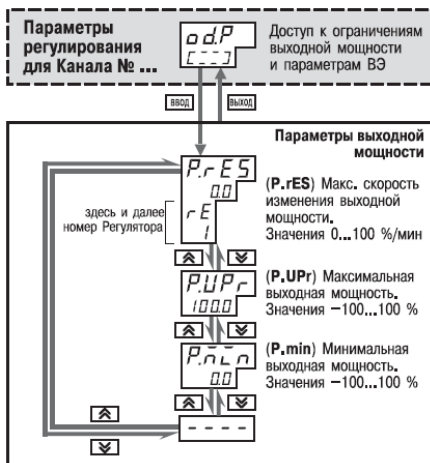 Параметры
регулирования
для Канала № ...
od.P
[---]
Доступ к ограничениям
выходной мощности
и параметрам ВЭ
ВВОД
ВЫХОД
Параметры выходной
мощности
P.rES
0.0
rE
1
здесь и далее
номер Регулятора
(P.rES) Макс. скорость
изменения выходной
мощности.
Значения 0...100 %/мин
P.UPr
100.0
(P.UPr) Максимальная
выходная мощность.
Значения −100...100 %
P.min
0.0
(P.min) Минимальная
выходная мощность.
Значения −100...100 %
- - - -